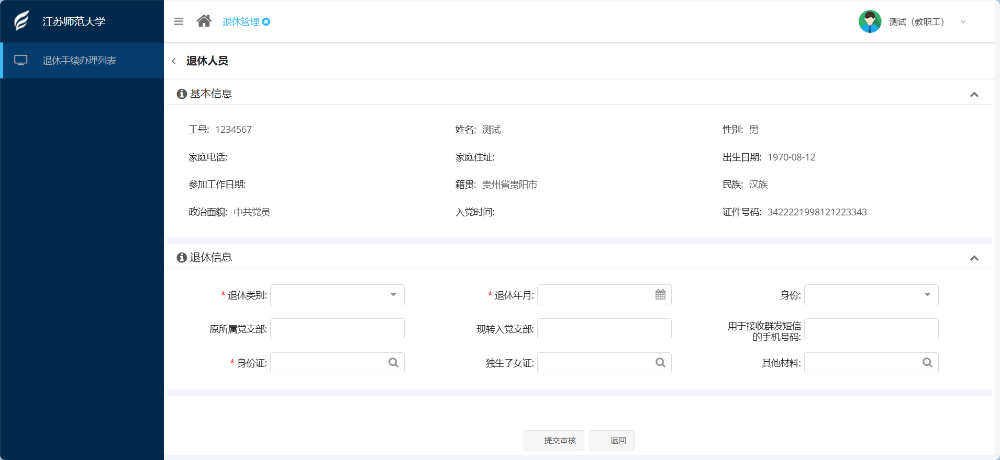 江苏师范大学
退休管理
测试（教职工）
退休手续办理列表
退休人员
基本信息
工号: 1234567
姓名: 测试
性别: 男
家庭电话:
家庭住址:
出生日期: 1970-08-12
参加工作日期:
籍贯: 贵州省贵阳市
民族: 汉族
政治面貌: 中共党员
入党时间:
证件号码: 3422221998121223343
退休信息
* 退休类别:
* 退休年月:
身份:
原所属党支部:
现转入党支部:
用于接收群发短信
的手机号码:
* 身份证:
独生子女证:
其他材料:
提交审核
返回